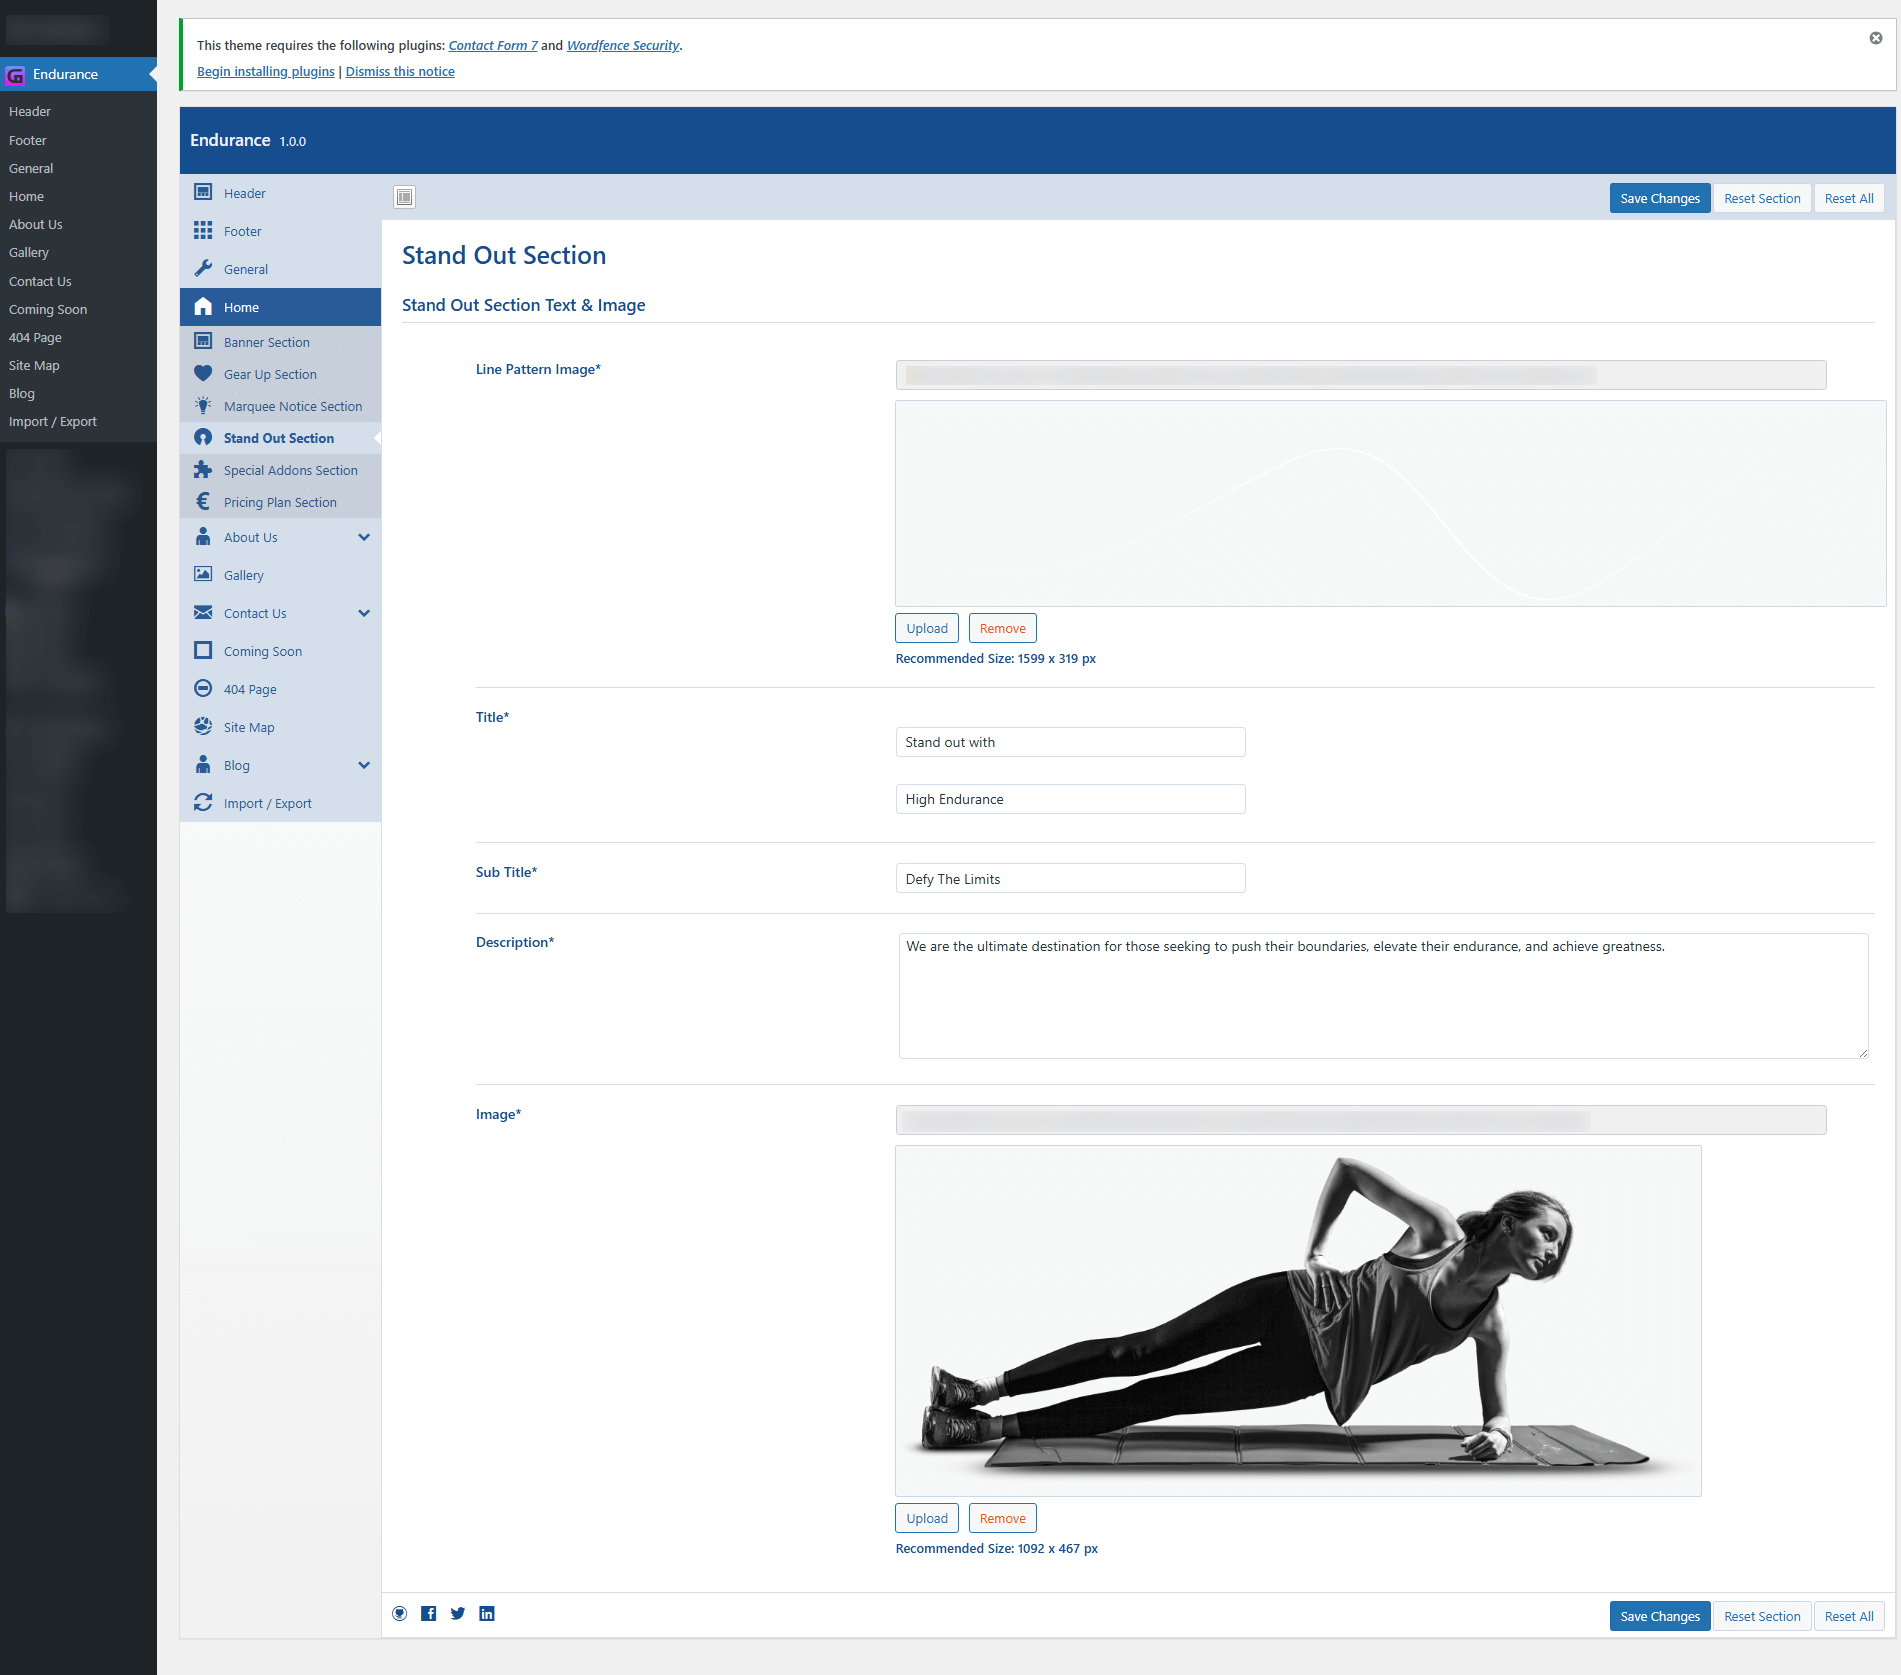 This theme requires the following plugins: Contact Form 7 and Wordfence Security.
Begin installing plugins | Dismiss this notice
Endurance
Header
Footer
General
Home
About Us
Gallery
Contact Us
Coming Soon
404 Page
Site Map
Blog
Import / Export
Endurance 1.0.0
Header
Footer
General
Home
Banner Section
Gear Up Section
Marquee Notice Section
Stand Out Section
Special Addons Section
Pricing Plan Section
About Us
Gallery
Contact Us
Coming Soon
404 Page
Site Map
Blog
Import / Export
Save Changes Reset Section Reset All
Stand Out Section
Stand Out Section Text & Image
Line Pattern Image*
Upload Remove
Recommended Size: 1599 x 319 px
Title*
Stand out with
High Endurance
Sub Title*
Defy The Limits
Description*
We are the ultimate destination for those seeking to push their boundaries, elevate their endurance, and achieve greatness.
Image*
Upload Remove
Recommended Size: 1092 x 467 px
Save Changes Reset Section Reset All